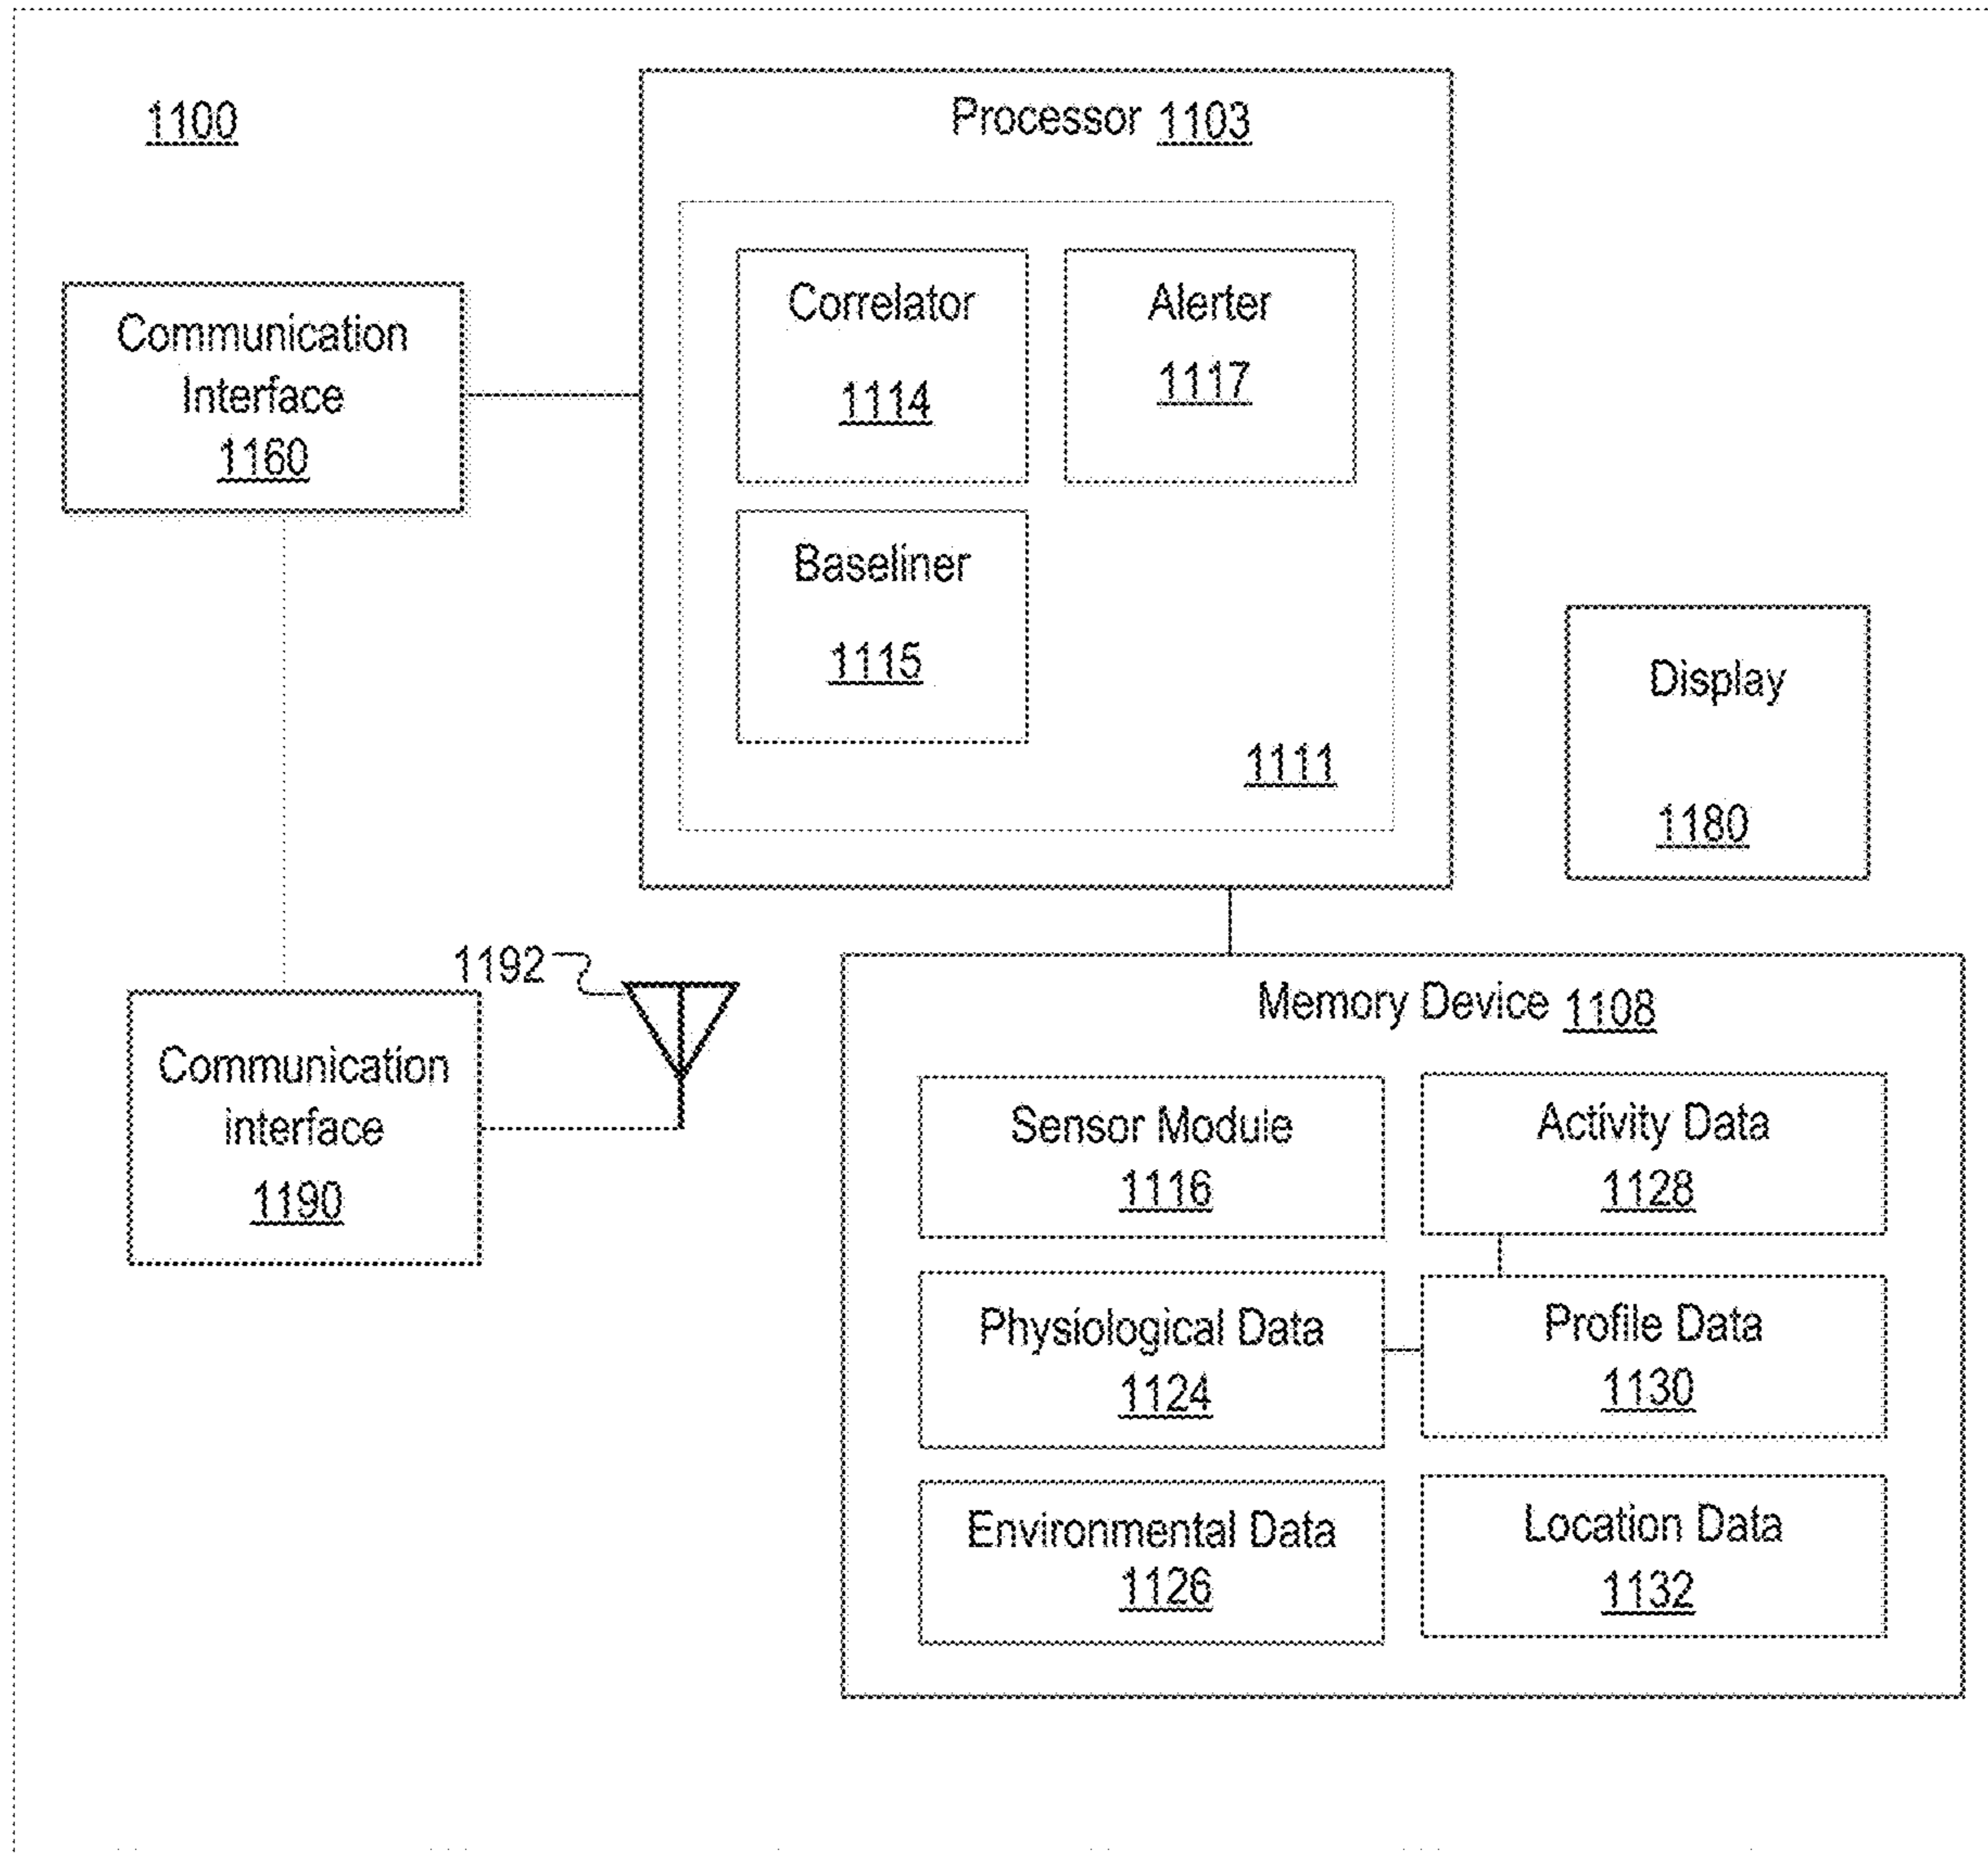 1100
Processor 1103
Communication
Interface
1160
Correlator
1114
Alerter
1117
Baseliner
1115
1111
Display
1180
1192
Communication
interface
1190
Memory Device 1108
Sensor Module
1116
Activity Data
1128
Physiological Data
1124
Profile Data
1130
Environmental Data
1126
Location Data
1132